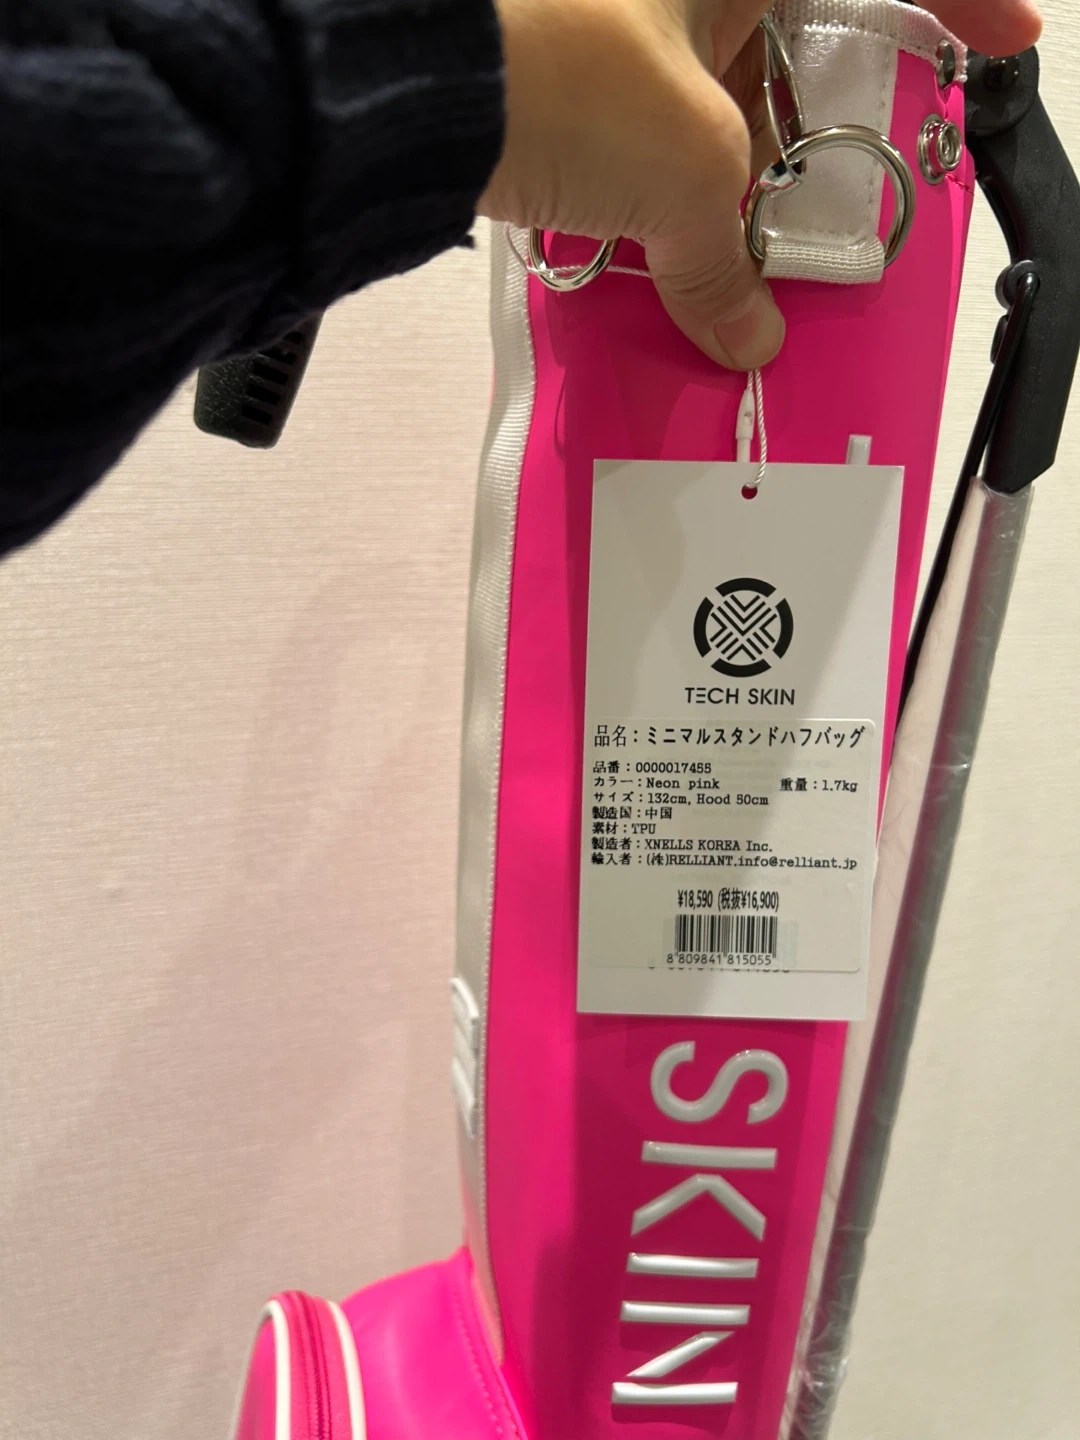 TECH SKIN
品名：ミニマルスタンドハフバッグ
品番：0000017455
カラー：Neon pink 重量：1.7kg
サイズ：132cm, Hood 50cm
製造国：中国
素材：TPU
製造者：XNELLS KOREA Inc.
輸入者：(株)RELLIANT.info@relliant.jp
¥18,590 (税抜¥16,900)
8 809841 815055
SKIN